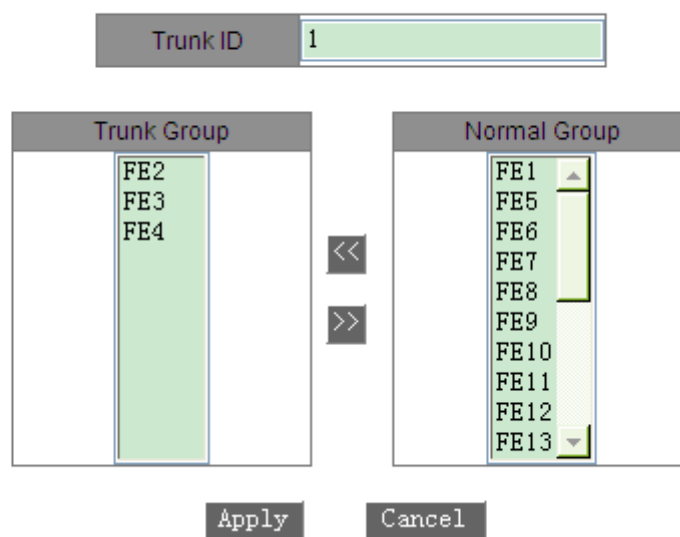 Trunk ID 1
Trunk Group
FE2
FE3
FE4
<<
>>
Normal Group
FE1
FE5
FE6
FE7
FE8
FE9
FE10
FE11
FE12
FE13
Apply Cancel